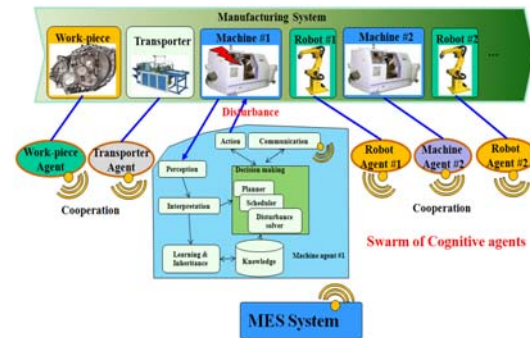 Manufacturing System
Work-piece
Transporter
Machine #1
Robot #1
Machine #2
Robot #2
...
Disturbance
Work-piece
Agent
Transporter
Agent
Cooperation
Action
Communication
Perception
Decision making
Planner
Scheduler
Disturbance
solver
Interpretation
Learning &
Inheritance
Knowledge
Machine agent #1
Robot
Agent #1
Machine
Agent #2
Robot
Agent #2
Cooperation
Swarm of Cognitive agents
MES System